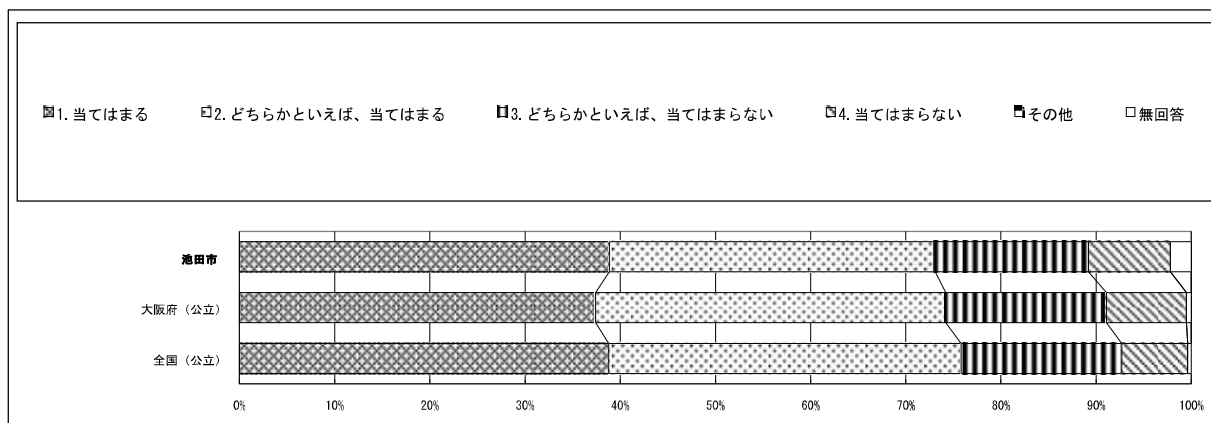 1. 当てはまる 2. どちらかといえば、当てはまる 3. どちらかといえば、当てはまらない 4. 当てはまらない その他 無回答
池田市
大阪府（公立）
全国（公立）
0% 10% 20% 30% 40% 50% 60% 70% 80% 90% 100%